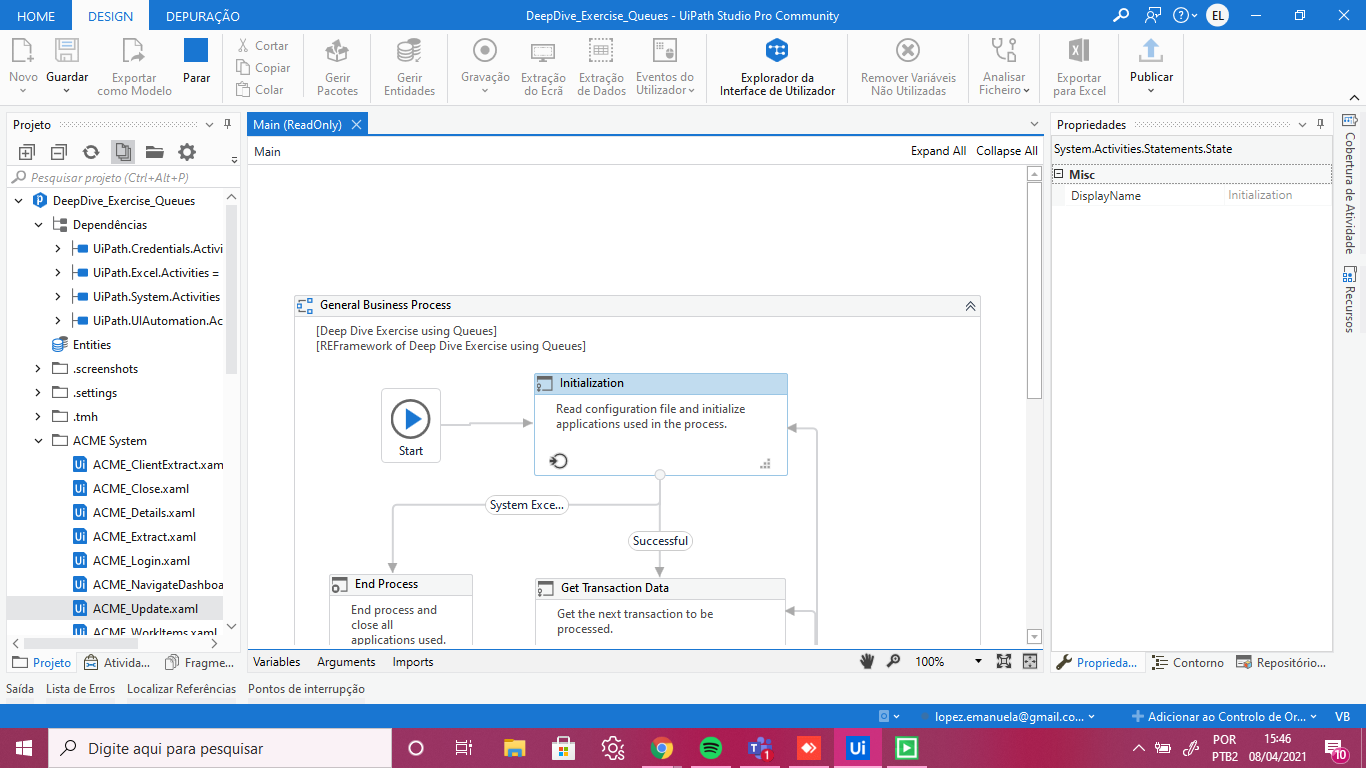 HOME
DESIGN
DEPURAÇÃO
DeepDive_Exercise_Queues - UiPath Studio Pro Community
EL
Novo
Guardar
Exportar
como Modelo
Parar
Cortar
Copiar
Colar
Gerir
Pacotes
Gerir
Entidades
Gravação
Extração
do Ecrã
Extração
de Dados
Eventos do
Utilizador
Explorador da
Interface de Utilizador
Remover Variáveis
Não Utilizadas
Analisar
Ficheiro
Exportar
para Excel
Publicar
Projeto
Pesquisar projeto (Ctrl+Alt+P)
DeepDive_Exercise_Queues
Dependências
UiPath.Credentials.Activi
UiPath.Excel.Activities =
UiPath.System.Activities
UiPath.UIAutomation.Ac
Entities
.screenshots
.settings
.tmh
ACME System
ACME_ClientExtract.xam
ACME_Close.xaml
ACME_Details.xaml
ACME_Extract.xaml
ACME_Login.xaml
ACME_NavigateDashboa
ACME_Update.xaml
ACME_WorkItems.xaml
Projeto
Ativida...
Fragme...
Main (ReadOnly)
Main
Expand All
Collapse All
General Business Process
[Deep Dive Exercise using Queues]
[REFramework of Deep Dive Exercise using Queues]
Start
Initialization
Read configuration file and initialize
applications used in the process.
System Exce...
Successful
End Process
End process and
close all
applications used.
Get Transaction Data
Get the next transaction to be
processed.
Variables
Arguments
Imports
100%
Propriedades
System.Activities.Statements.State
Misc
DisplayName
Initialization
Proprieda...
Contorno
Repositório...
Cobertura de Atividade
Recursos
Saída
Lista de Erros
Localizar Referências
Pontos de interrupção
lopez.emanuela@gmail.co...
Adicionar ao Controlo de Or...
VB
Digite aqui para pesquisar
1
Ui
POR
PTB2
15:46
08/04/2021
10